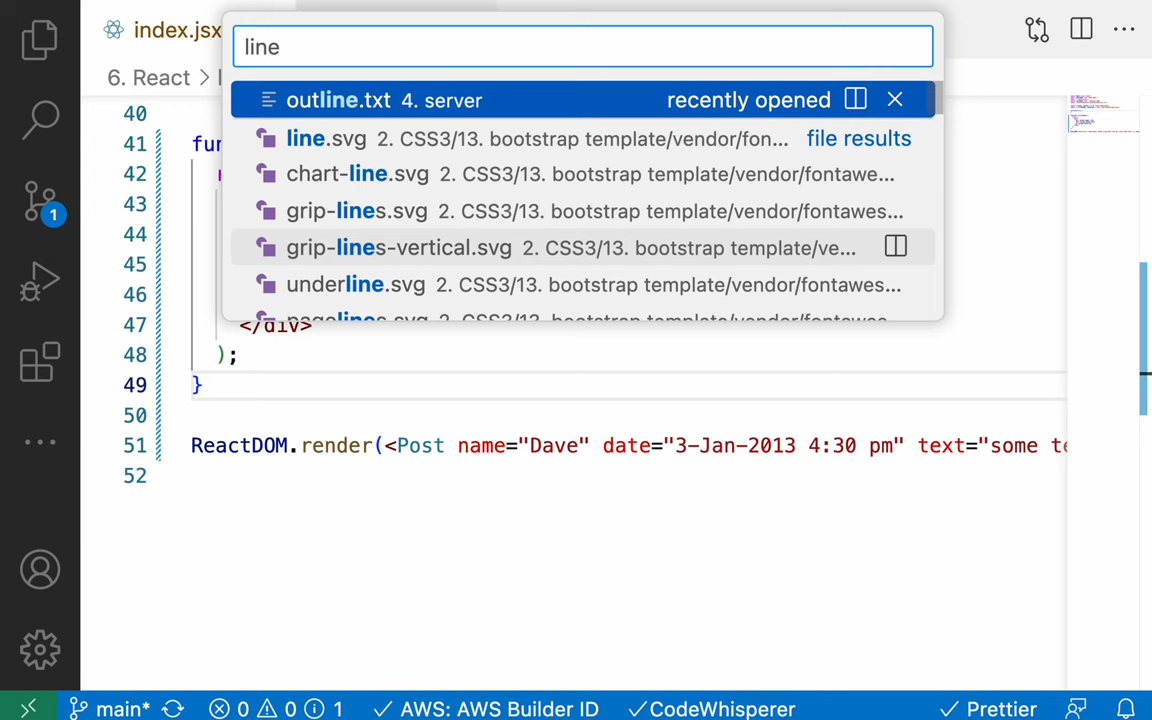 index.jsx
line
6. React >
outline.txt 4. server recently opened
line.svg 2. CSS3/13. bootstrap template/vendor/fon... file results
chart-line.svg 2. CSS3/13. bootstrap template/vendor/fontawe...
grip-lines.svg 2. CSS3/13. bootstrap template/vendor/fontawes...
grip-lines-vertical.svg 2. CSS3/13. bootstrap template/ve...
underline.svg 2. CSS3/13. bootstrap template/vendor/fontawes...
40
41 fun
42
43
44
45
46
47 </div>
48 );
49 }
50
51 ReactDOM.render(<Post name="Dave" date="3-Jan-2013 4:30 pm" text="some te
52
1
main* 0 0 1 AWS: AWS Builder ID CodeWhisperer Prettier